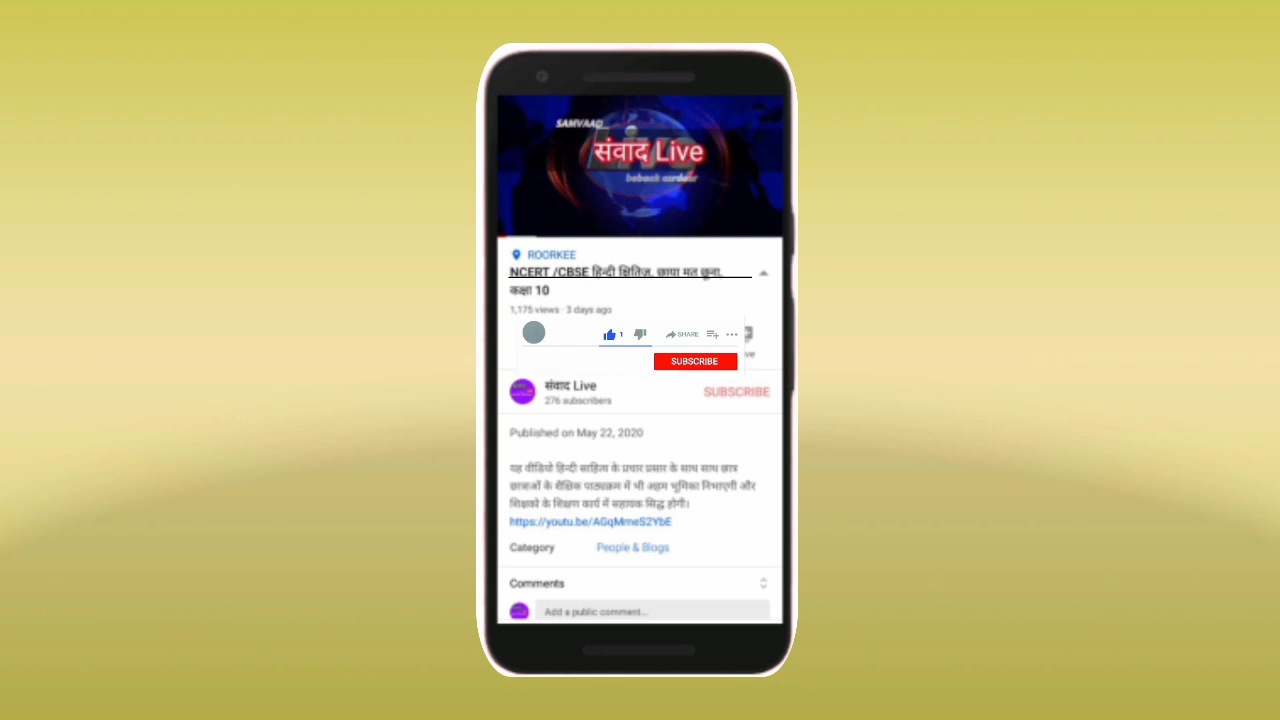 SAMVAAD
संवाद Live
bebaak asrdaar
ROORKEE
NCERT /CBSE हिन्दी क्षितिज, छाया मत छूना,
कक्षा 10
1,175 views · 3 days ago
1 SHARE
SUBSCRIBE
संवाद Live
276 subscribers
SUBSCRIBE
Published on May 22, 2020
यह वीडियो हिन्दी साहित्य के प्रचार प्रसार के साथ साथ छात्र
छात्राओं के शैक्षिक पाठ्यक्रम में भी अहम भूमिका निभाएगी और
शिक्षको के शिक्षण कार्य में सहायक सिद्ध होगी।
https://youtu.be/AGqMmeS2YbE
Category People & Blogs
Comments
Add a public comment...